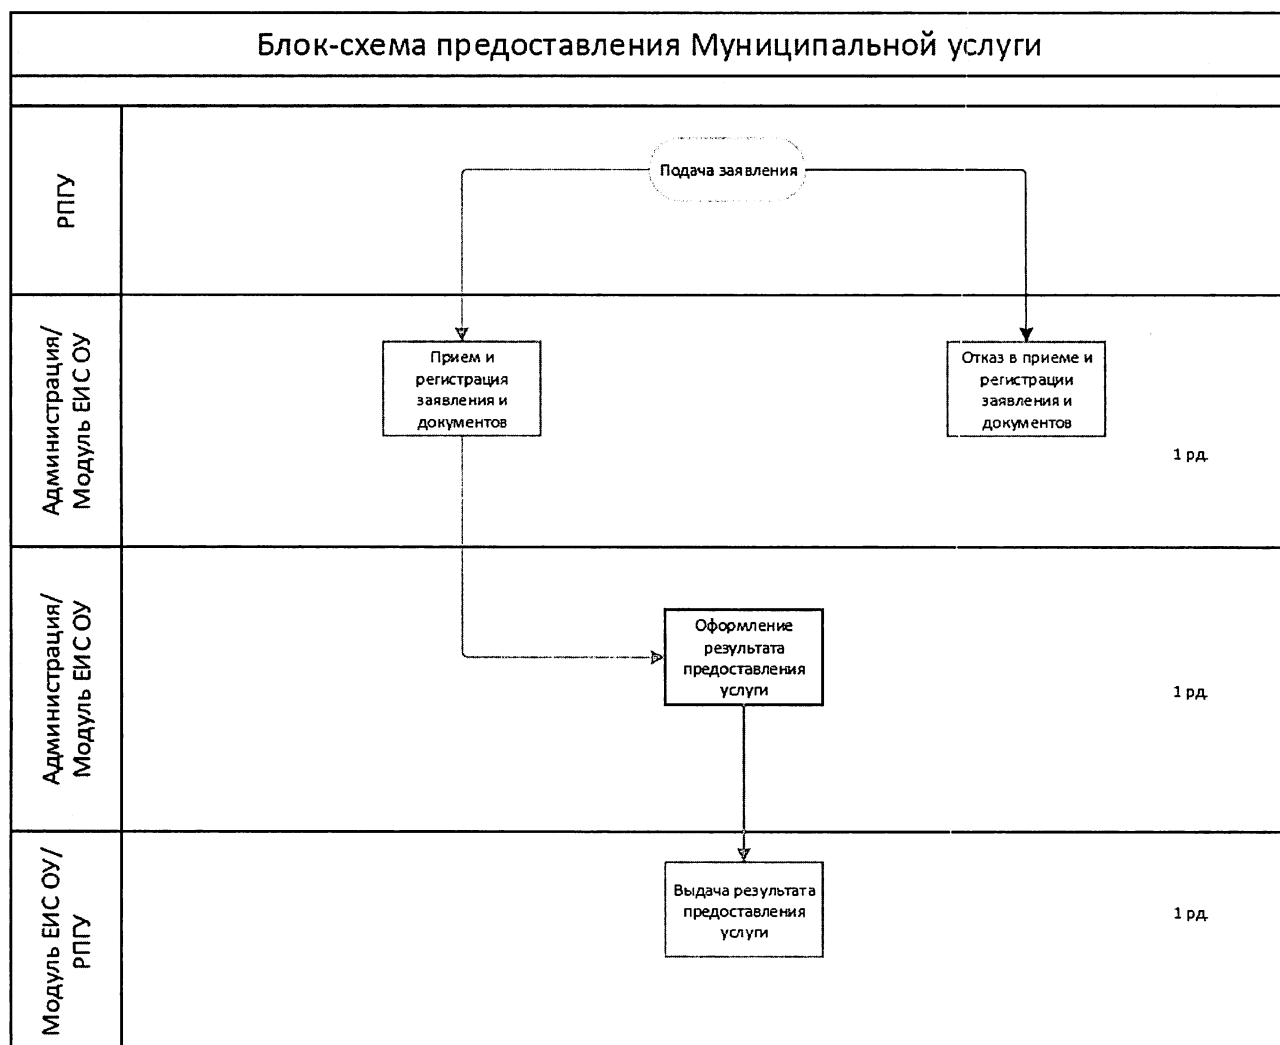 Блок-схема предоставления Муниципальной услуги
РПГУ
Подача заявления
Администрация/
Модуль ЕИС ОУ
Прием и
регистрация
заявления и
документов
Отказ в приеме и
регистрации
заявления и
документов
1 рд.
Администрация/
Модуль ЕИС ОУ
Оформление
результата
предоставления
услуги
1 рд.
Модуль ЕИС ОУ/
РПГУ
Выдача результата
предоставления
услуги
1 рд.